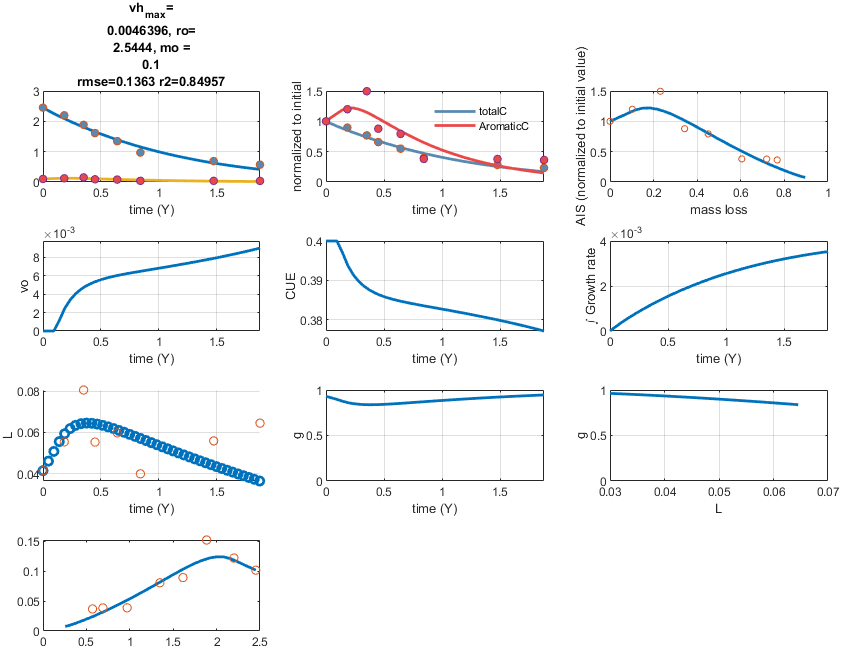 vh_max=
0.0046396, ro=
2.5444, mo =
0.1
rmse=0.1363 r2=0.84957
3
2
1
0
0 0.5 1 1.5
time (Y)
normalized to initial
1.5
1
0.5
0
totalC
AromaticC
0 0.5 1 1.5
time (Y)
AIS (normalized to initial value)
1.5
1
0.5
0
0 0.2 0.4 0.6 0.8 1
mass loss
×10^-3
vo
8
6
4
2
0
0 0.5 1 1.5
time (Y)
CUE
0.4
0.39
0.38
0 0.5 1 1.5
time (Y)
×10^-3
∫ Growth rate
4
2
0
0 0.5 1 1.5
time (Y)
L
0.08
0.06
0.04
0 0.5 1 1.5
time (Y)
g
1
0.5
0
0 0.5 1 1.5
time (Y)
g
1
0.5
0
0.03 0.04 0.05 0.06 0.07
L
0.15
0.1
0.05
0
0 0.5 1 1.5 2 2.5